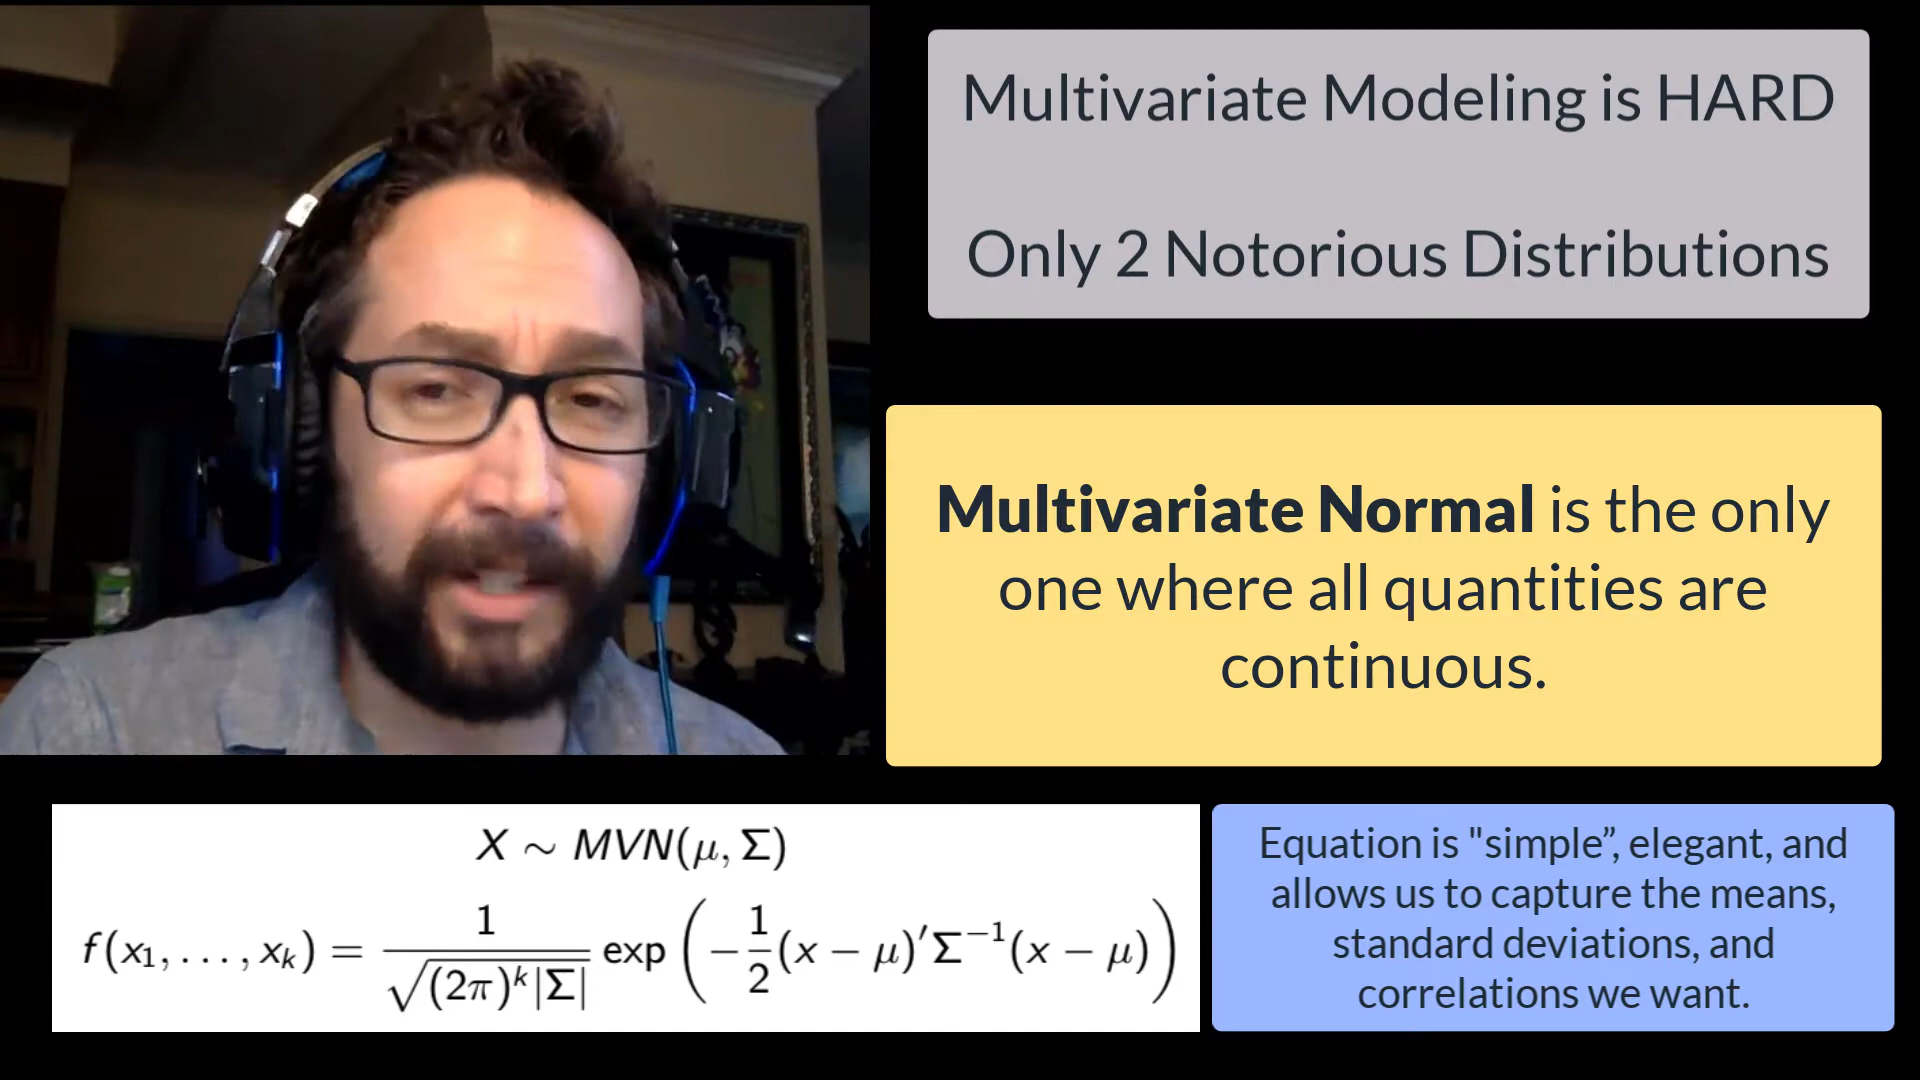 Multivariate Modeling is HARD
Only 2 Notorious Distributions
Multivariate Normal is the only
one where all quantities are
continuous.
X ∼ MVN(μ, Σ)
f(x₁, . . . , xₖ) = 1 / √((2π)ᵏ|Σ|) exp (−1/2 (x − μ)′Σ⁻¹(x − μ))
Equation is "simple”, elegant, and
allows us to capture the means,
standard deviations, and
correlations we want.